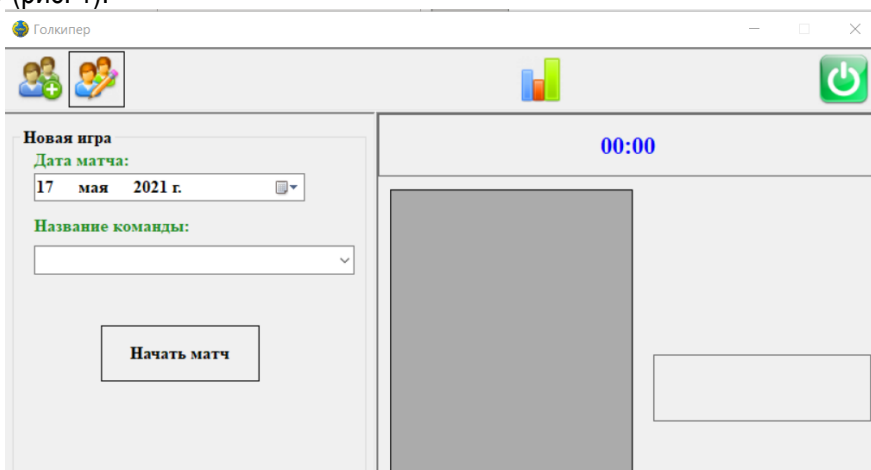 (рис. 1).
Голкипер
Новая игра
Дата матча:
17 мая 2021 г.
Название команды:
Начать матч
00:00